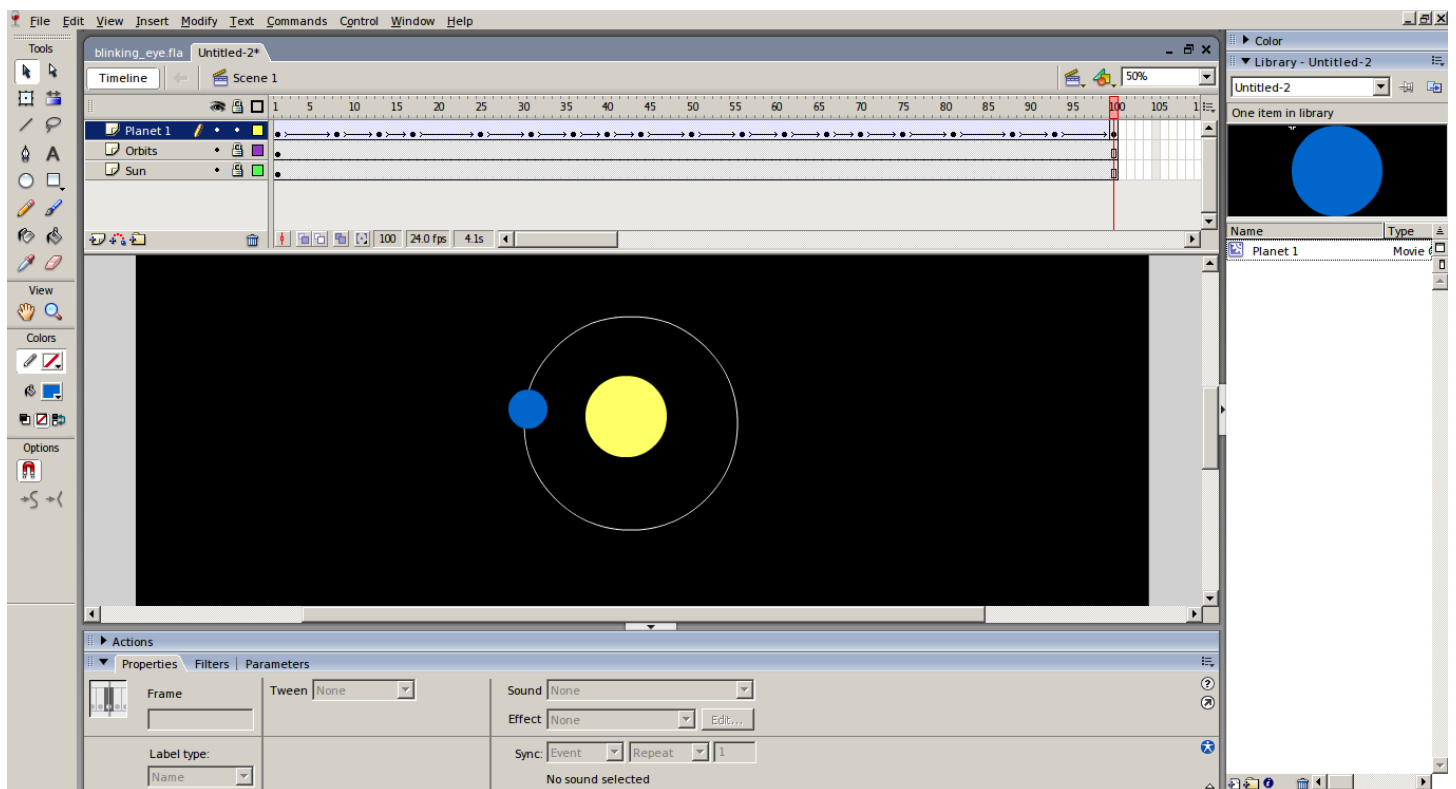 File Edit View Insert Modify Text Commands Control Window Help
Tools
blinking_eye.fla Untitled-2*
Color
Library - Untitled-2
Timeline Scene 1 50%
Untitled-2
1 5 10 15 20 25 30 35 40 45 50 55 60 65 70 75 80 85 90 95 100 105 1
One item in library
Planet 1
Orbits
Sun
A
100 24.0 fps 4.1s
Name Type
Planet 1 Movie
View
Colors
Options
Actions
Properties Filters Parameters
Frame Tween None Sound None
Effect None Edit...
Label type: Sync: Event Repeat 1
Name No sound selected